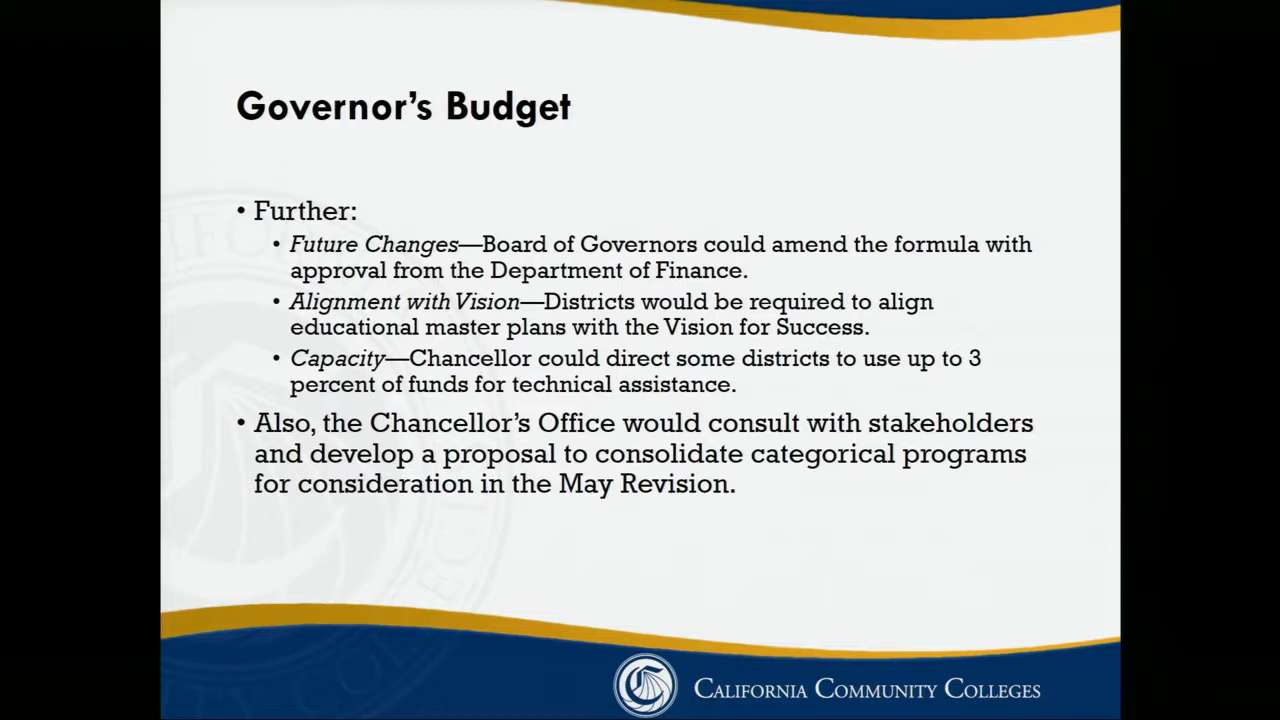 Governor's Budget
• Further:
• Future Changes—Board of Governors could amend the formula with
approval from the Department of Finance.
• Alignment with Vision—Districts would be required to align
educational master plans with the Vision for Success.
• Capacity—Chancellor could direct some districts to use up to 3
percent of funds for technical assistance.
• Also, the Chancellor's Office would consult with stakeholders
and develop a proposal to consolidate categorical programs
for consideration in the May Revision.
CALIFORNIA COMMUNITY COLLEGES